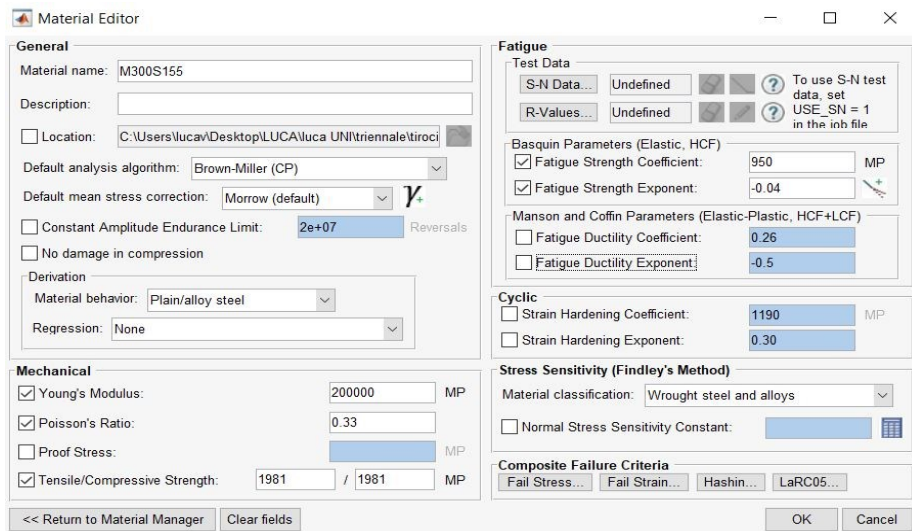 Material Editor
General
Material name: M300S155
Description:
Location: C:\Users\lucav\Desktop\LUCA\luca UNI\triennale\tiroci
Default analysis algorithm: Brown-Miller (CP)
Default mean stress correction: Morrow (default)
Constant Amplitude Endurance Limit: 2e+07 Reversals
No damage in compression
Derivation
Material behavior: Plain/alloy steel
Regression: None
Mechanical
Young's Modulus: 200000 MP
Poisson's Ratio: 0.33
Proof Stress: MP
Tensile/Compressive Strength: 1981 / 1981 MP
<< Return to Material Manager Clear fields
Fatigue
Test Data
S-N Data... Undefined ?
R-Values... Undefined ?
To use S-N test
data, set
USE_SN = 1
in the job file
Basquin Parameters (Elastic, HCF)
Fatigue Strength Coefficient: 950 MP
Fatigue Strength Exponent: -0.04
Manson and Coffin Parameters (Elastic-Plastic, HCF+LCF)
Fatigue Ductility Coefficient: 0.26
Fatigue Ductility Exponent: -0.5
Cyclic
Strain Hardening Coefficient: 1190 MP
Strain Hardening Exponent: 0.30
Stress Sensitivity (Findley's Method)
Material classification: Wrought steel and alloys
Normal Stress Sensitivity Constant:
Composite Failure Criteria
Fail Stress... Fail Strain... Hashin... LaRC05...
OK Cancel